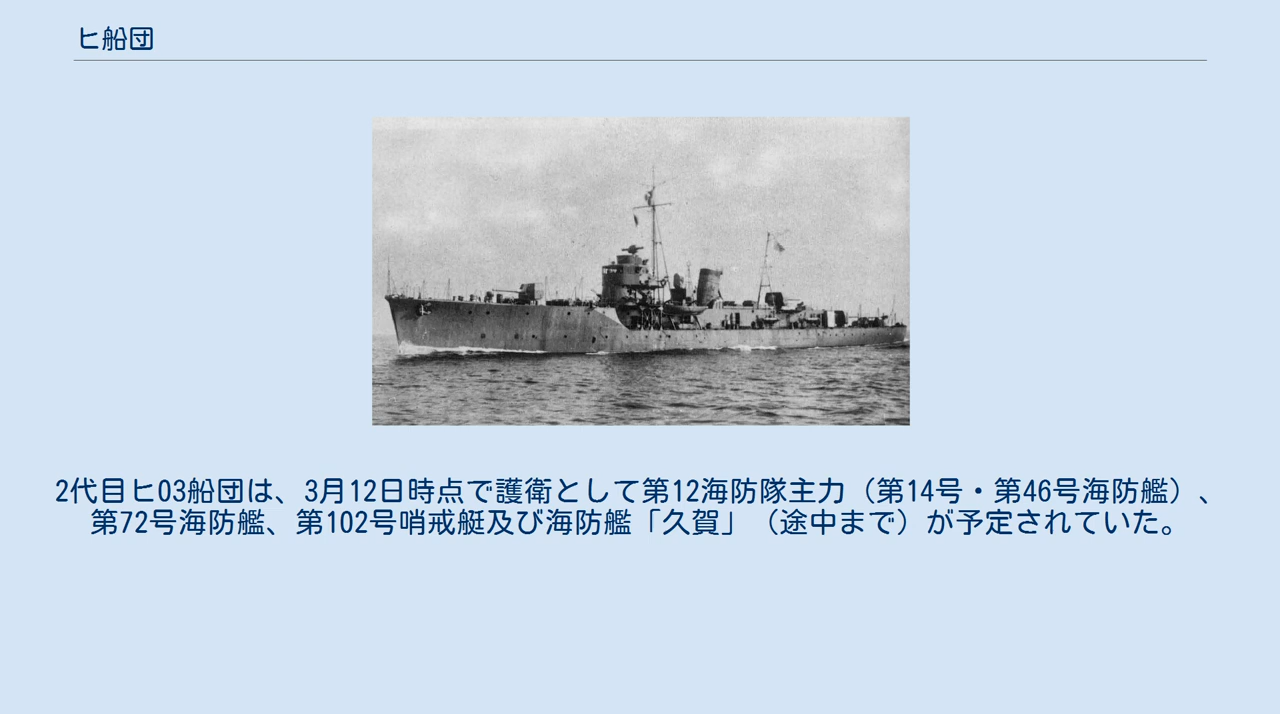 ヒ船団
2代目ヒ03船団は、3月12日時点で護衛として第12海防隊主力（第14号・第46号海防艦）、
第72号海防艦、第102号哨戒艇及び海防艦「久賀」（途中まで）が予定されていた。